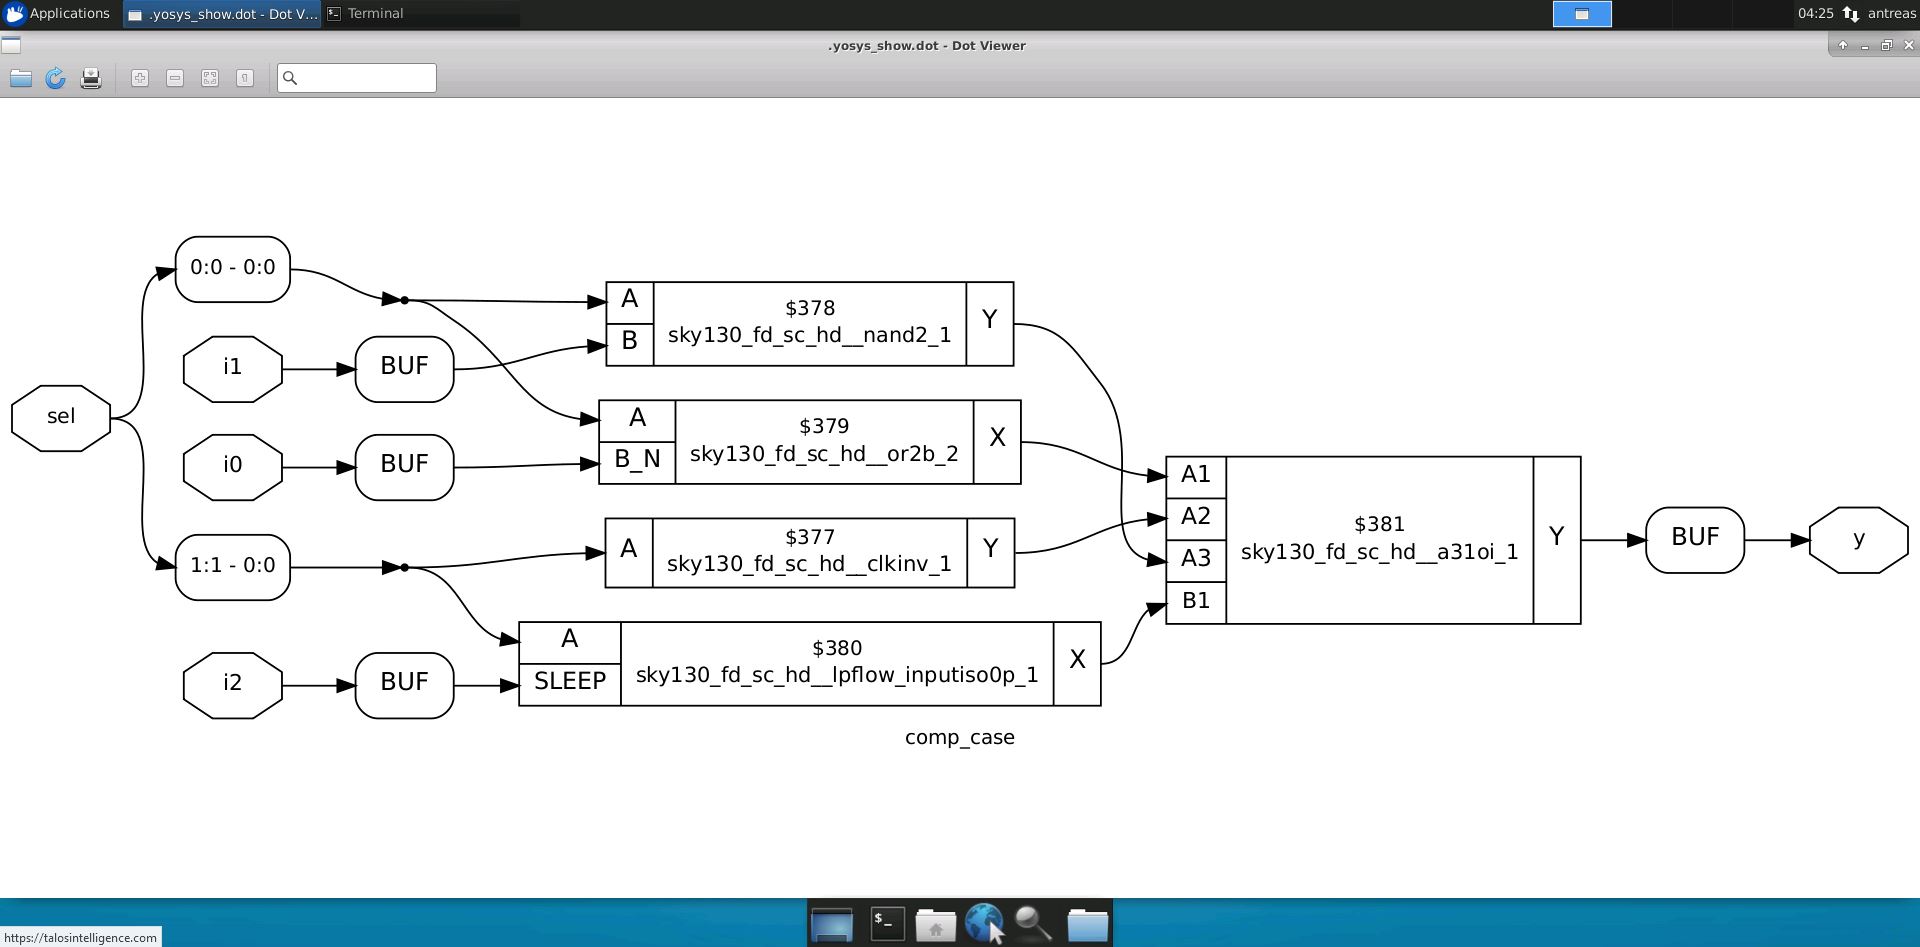 Applications
.yosys_show.dot - Dot V...
Terminal
04:25
antreas
.yosys_show.dot - Dot Viewer
sel
0:0 - 0:0
i1
BUF
i0
BUF
1:1 - 0:0
i2
BUF
A
B
$378
sky130_fd_sc_hd__nand2_1
Y
A
B_N
$379
sky130_fd_sc_hd__or2b_2
X
A
$377
sky130_fd_sc_hd__clkinv_1
Y
A
SLEEP
$380
sky130_fd_sc_hd__lpflow_inputiso0p_1
X
A1
A2
A3
B1
$381
sky130_fd_sc_hd__a31oi_1
Y
BUF
y
comp_case
$-
https://talosintelligence.com